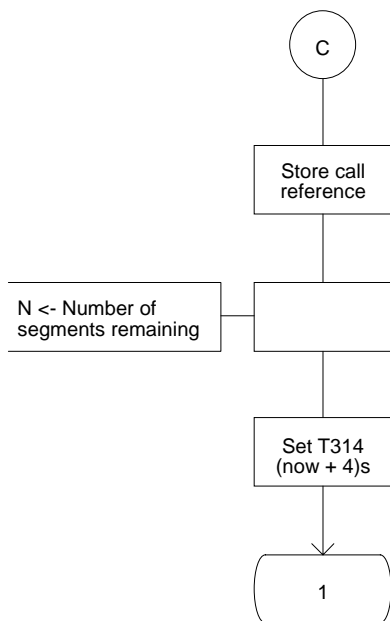 C
Store call
reference
N <- Number of
segments remaining
Set T314
(now + 4)s
1